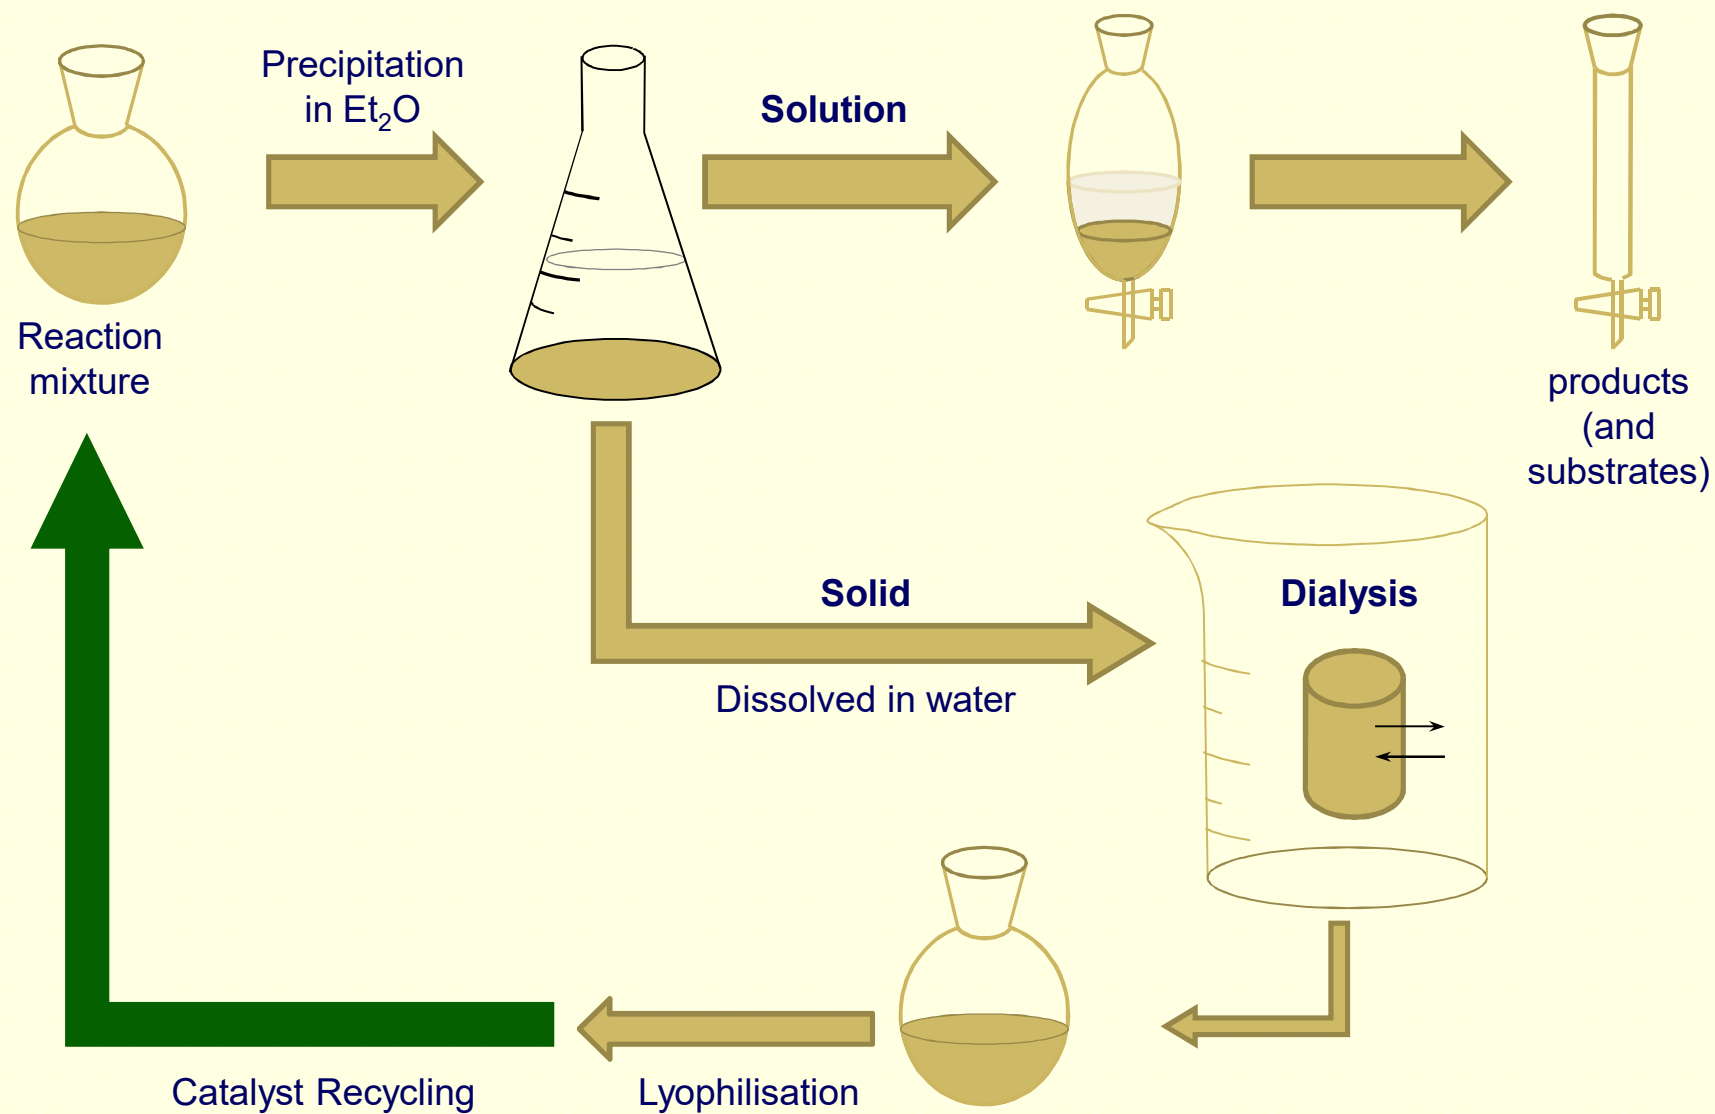 Precipitation
in Et₂O
Solution
Reaction
mixture
products
(and
substrates)
Solid
Dialysis
Dissolved in water
Catalyst Recycling
Lyophilisation